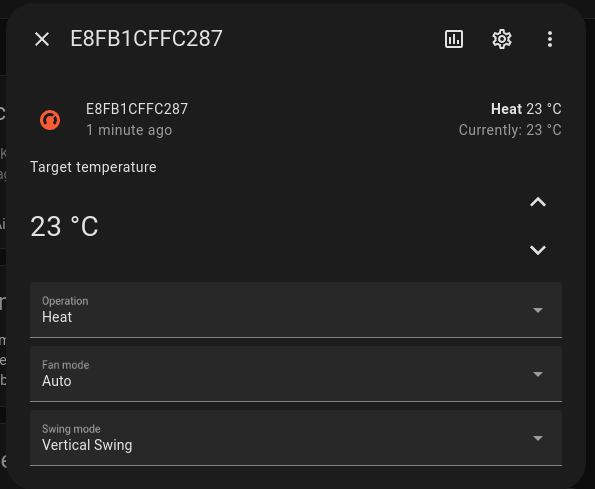 E8FB1CFFC287
E8FB1CFFC287
Heat 23 °C
1 minute ago
Currently: 23 °C
Target temperature
23 °C
Operation
Heat
Fan mode
Auto
Swing mode
Vertical Swing